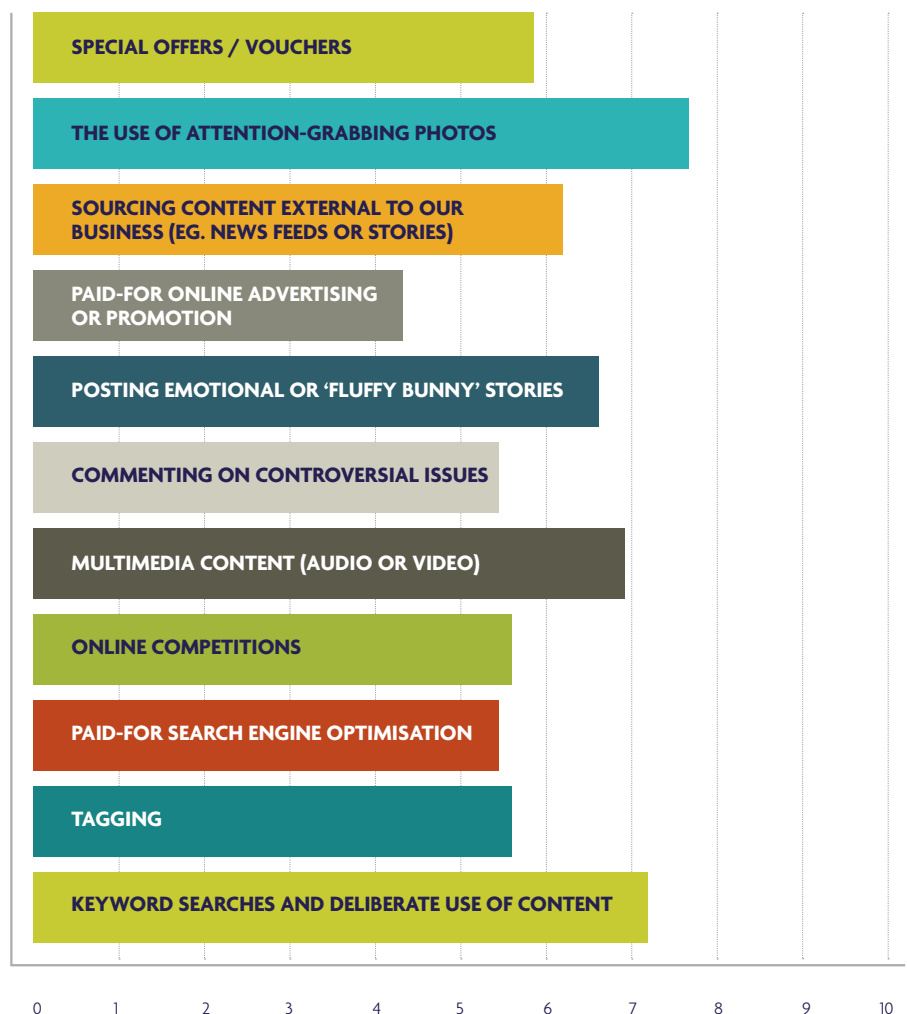 SPECIAL OFFERS / VOUCHERS
THE USE OF ATTENTION-GRABBING PHOTOS
SOURCING CONTENT EXTERNAL TO OUR
BUSINESS (EG. NEWS FEEDS OR STORIES)
PAID-FOR ONLINE ADVERTISING
OR PROMOTION
POSTING EMOTIONAL OR ‘FLUFFY BUNNY’ STORIES
COMMENTING ON CONTROVERSIAL ISSUES
MULTIMEDIA CONTENT (AUDIO OR VIDEO)
ONLINE COMPETITIONS
PAID-FOR SEARCH ENGINE OPTIMISATION
TAGGING
KEYWORD SEARCHES AND DELIBERATE USE OF CONTENT
0 1 2 3 4 5 6 7 8 9 10